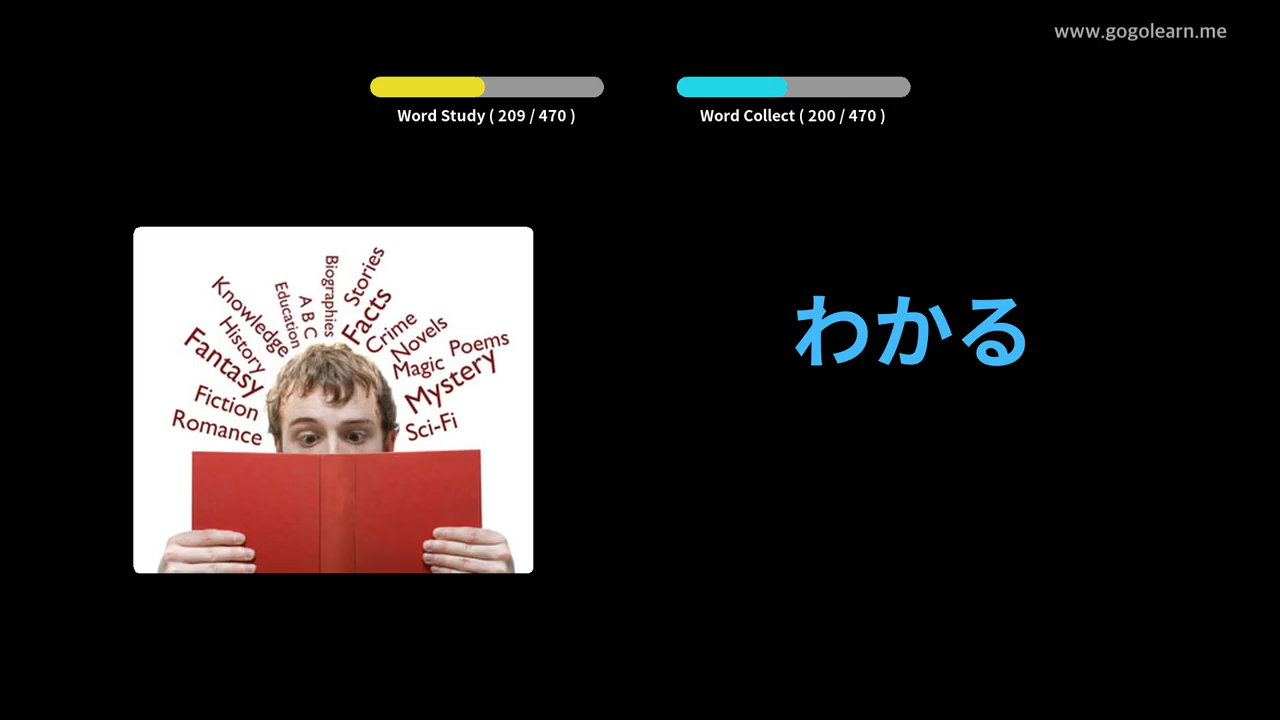 www.gogolearn.me
Word Study ( 209 / 470 )
Word Collect ( 200 / 470 )
Knowledge
Education
A B C
Biographies
Stories
Facts
History
Crime
Novels
Poems
Fantasy
Magic
Mystery
Fiction
Romance
Sci-Fi
わかる